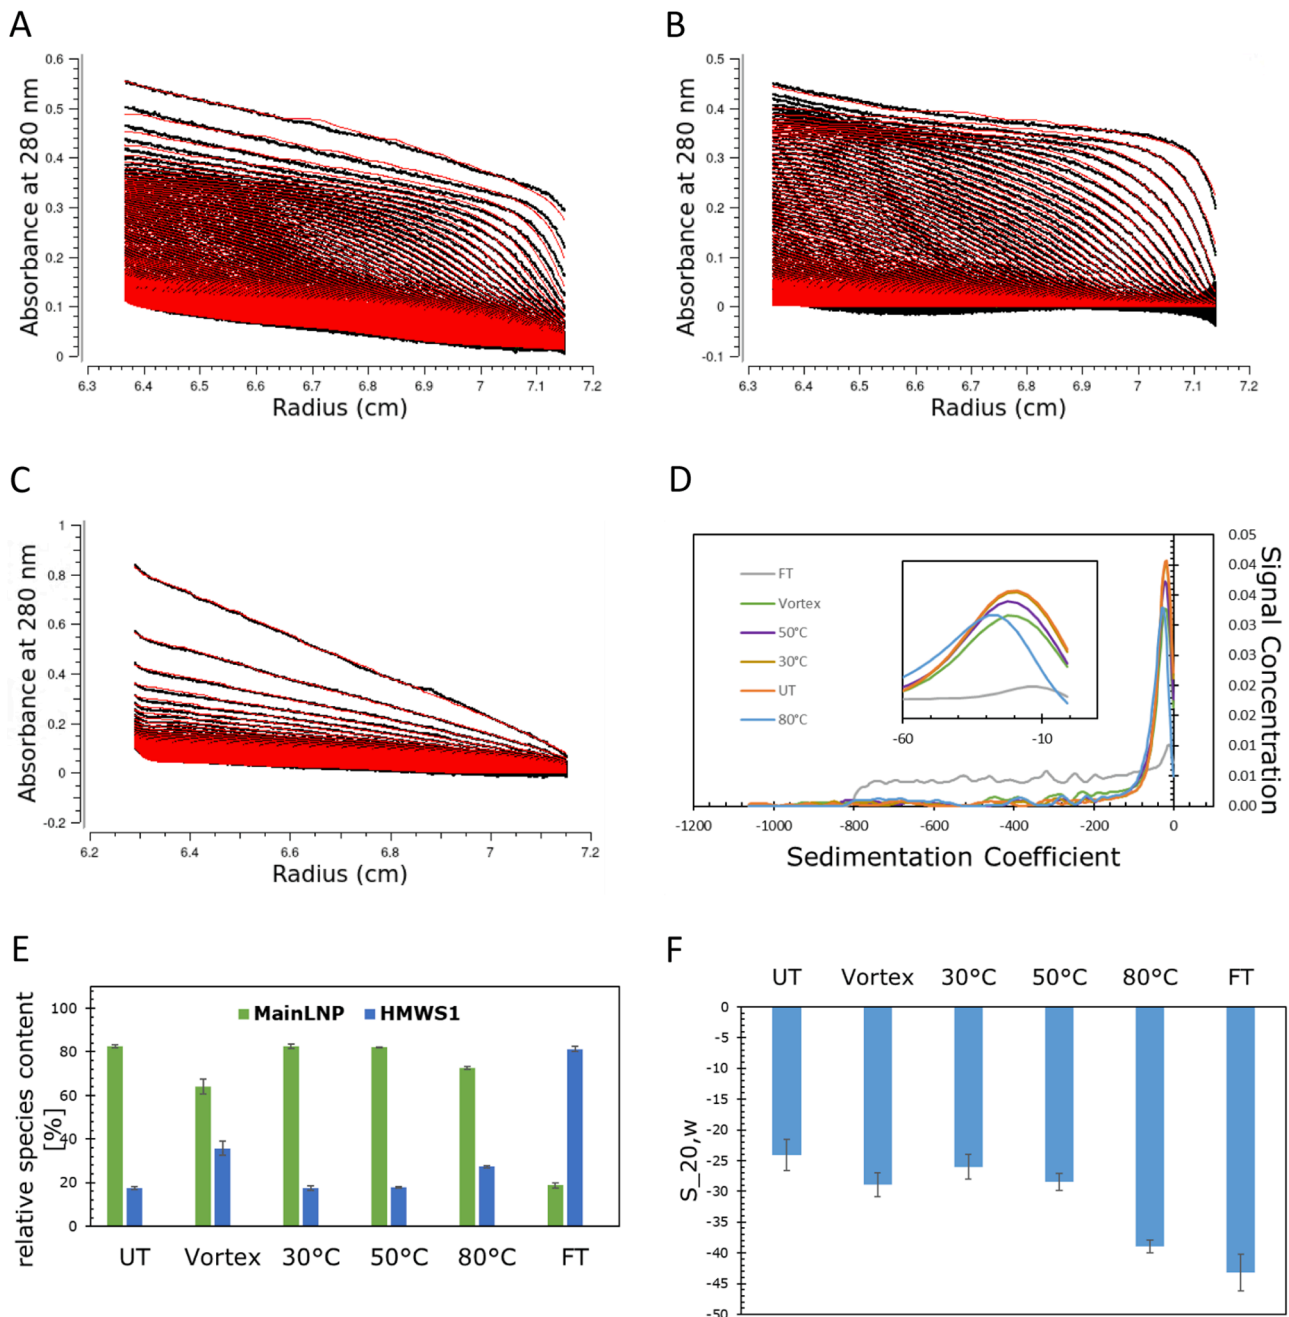 A
B
0.6
0.5
0.4
0.3
0.2
0.1
0
Absorbance at 280 nm
6.3 6.4 6.5 6.6 6.7 6.8 6.9 7 7.1 7.2
Radius (cm)
0.5
0.4
0.3
0.2
0.1
0
-0.1
Absorbance at 280 nm
6.3 6.4 6.5 6.6 6.7 6.8 6.9 7 7.1 7.2
Radius (cm)
C
D
1
0.8
0.6
0.4
0.2
0
-0.2
Absorbance at 280 nm
6.2 6.4 6.6 6.8 7 7.2
Radius (cm)
FT
Vortex
50°C
30°C
UT
80°C
-60 -10
0.05
0.04
0.04
0.03
0.03
0.02
0.02
0.01
0.01
0.00
Signal Concentration
-1200 -1000 -800 -600 -400 -200 0
Sedimentation Coefficient
E
F
relative species content
[%]
100
80
60
40
20
0
MainLNP HMWS1
UT Vortex 30°C 50°C 80°C FT
UT Vortex 30°C 50°C 80°C FT
0
-5
-10
-15
-20
-25
-30
-35
-40
-45
-50
S_20,w